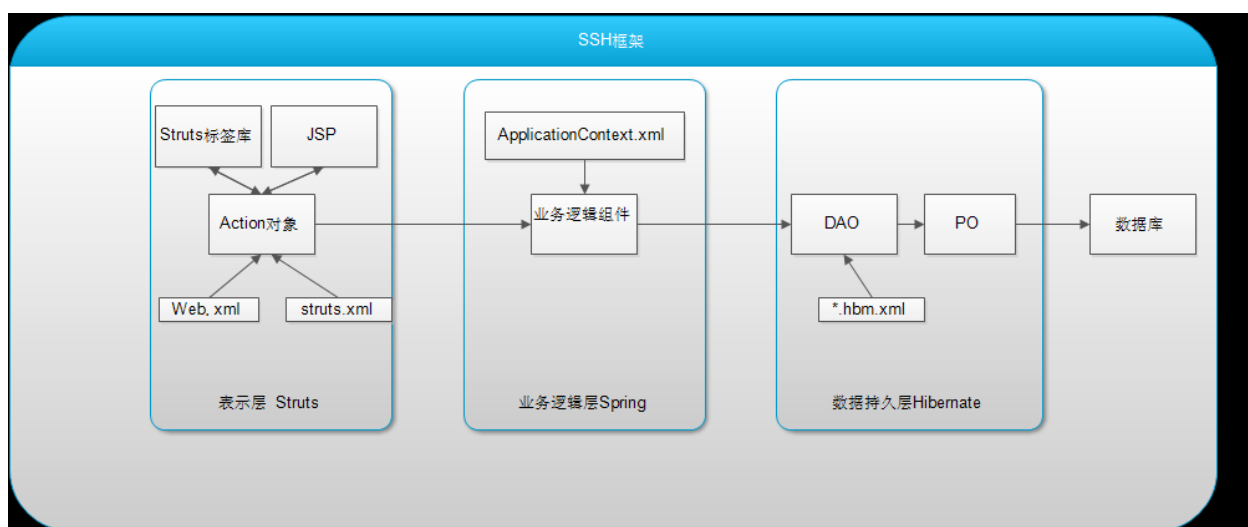 SSH框架
Struts标签库
JSP
ApplicationContext.xml
Action对象
业务逻辑组件
DAO
PO
数据库
Web, xml
struts.xml
*.hbm.xml
表示层 Struts
业务逻辑层Spring
数据持久层Hibernate